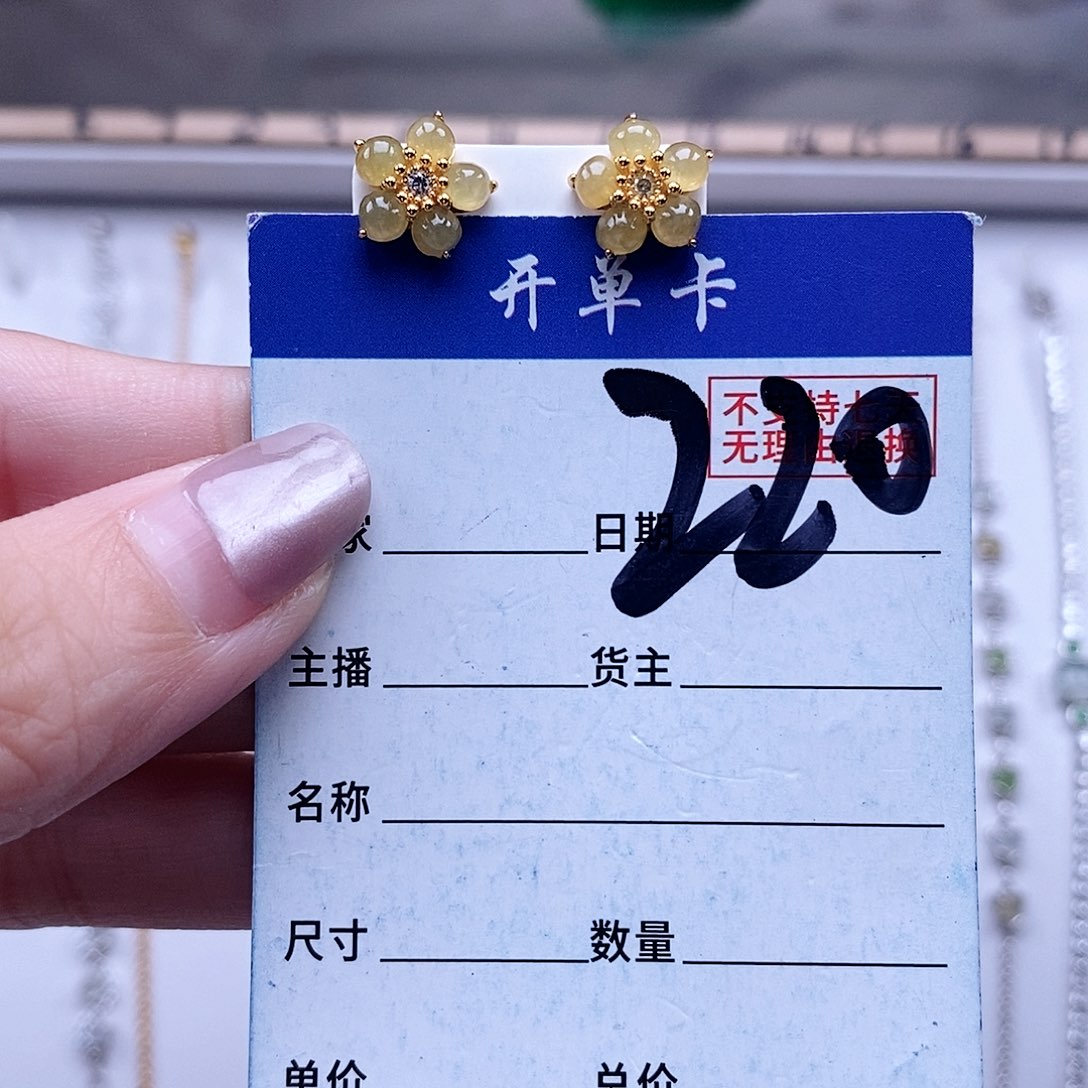 开单卡
220
不支持七天
无理由退换
家 日期
主播 货主
名称
尺寸 数量
单价 总价